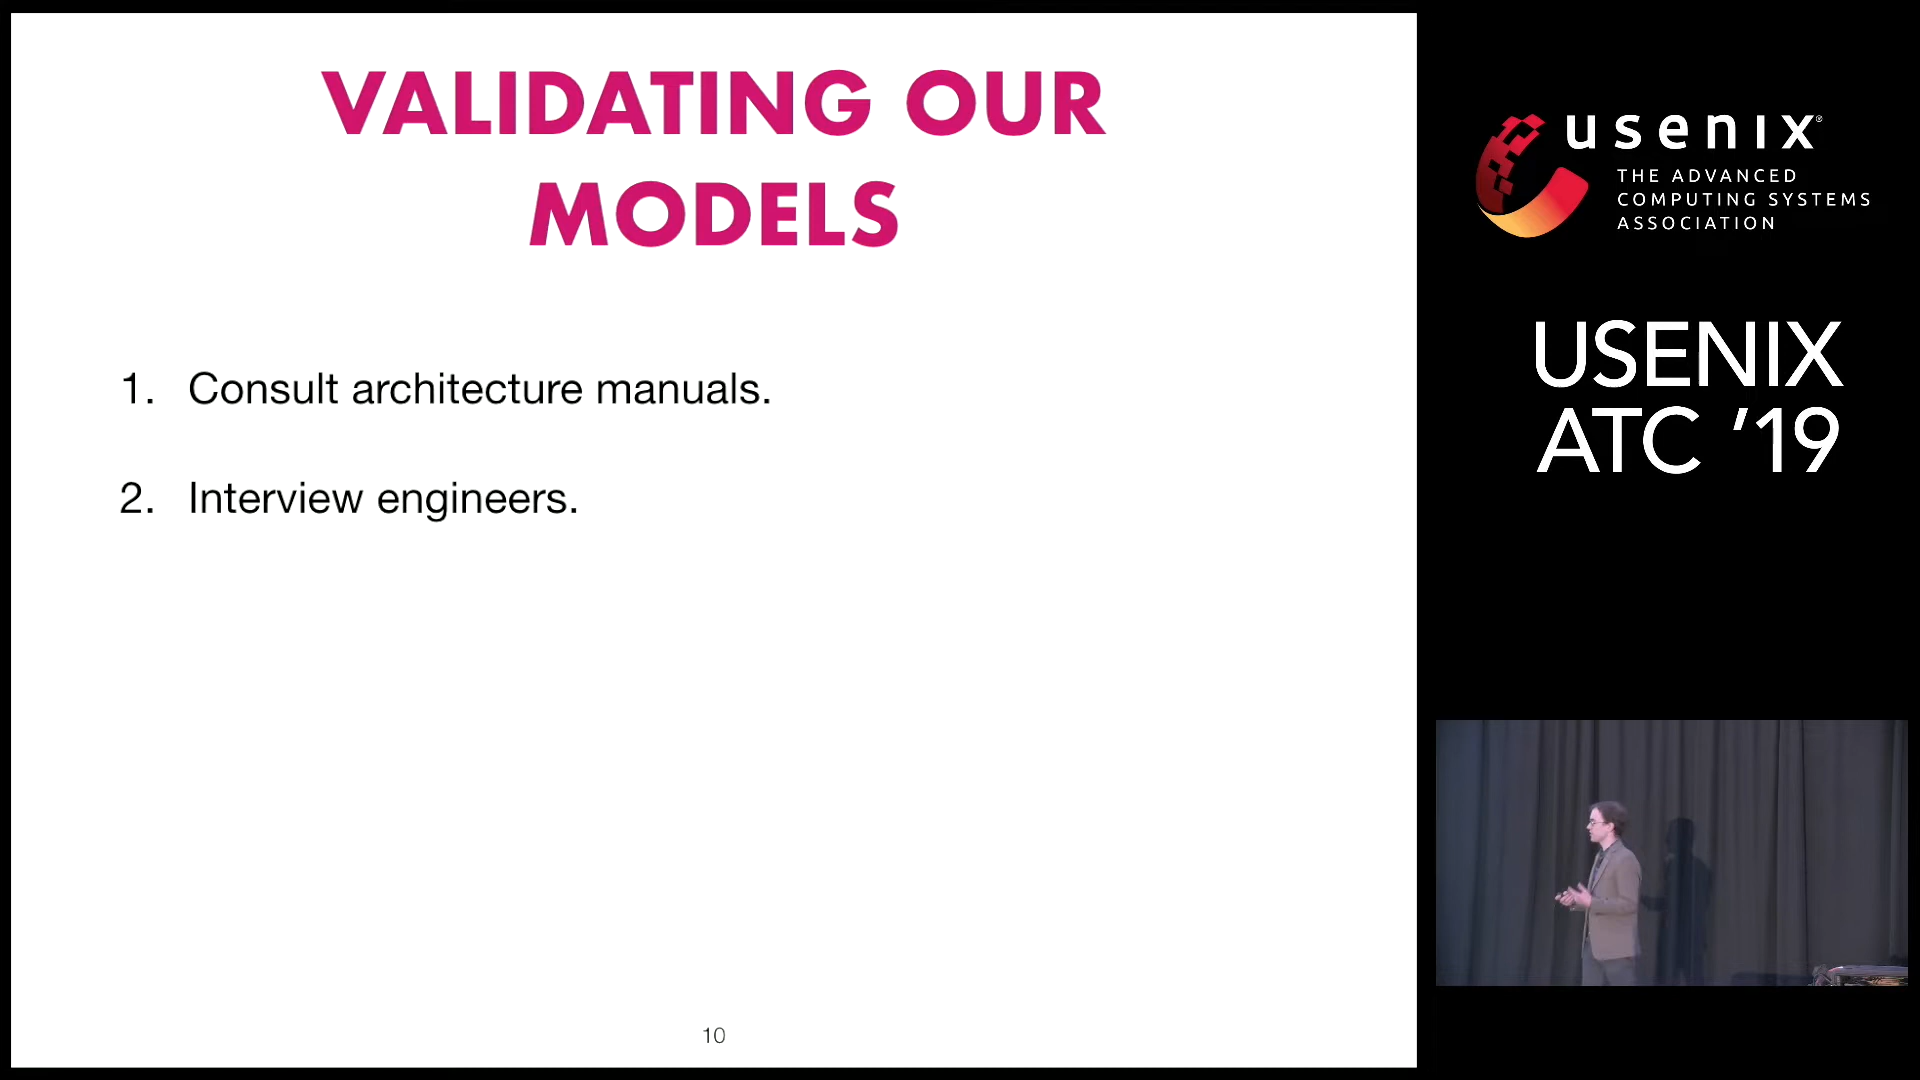 VALIDATING OUR
MODELS
1. Consult architecture manuals.
2. Interview engineers.
10
usenix®
THE ADVANCED
COMPUTING SYSTEMS
ASSOCIATION
USENIX
ATC ’19